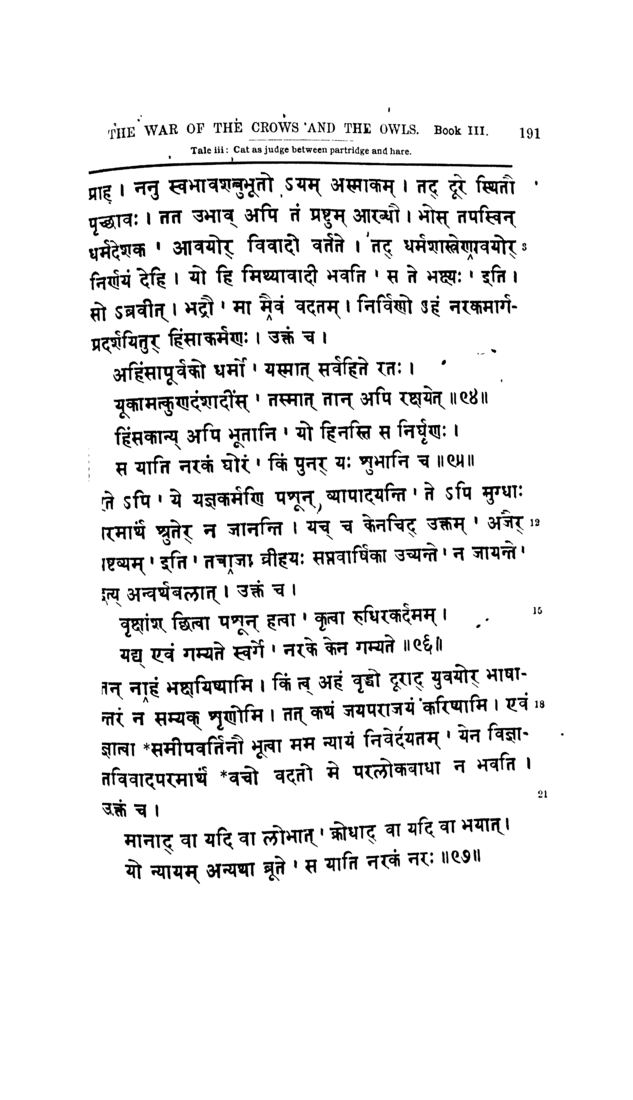 THE WAR OF THE CROWS AND THE OWLS. Book III. 191
Tale iii: Cat as judge between partridge and hare.
प्राह । ननु स्वभावशत्रुभूतो ऽयम् अस्माकम् । तद् दूरे स्थितौ
पृच्छावः । तत उभाव् अपि तं प्रष्टुम् आरब्धौ । भोस् तपस्विन्
धर्मदेशक ' आवयोर् विवादो वर्तते । तद् धर्मशास्त्रेणावयोर् 3
निर्णयं देहि । यो हि मिथ्यावादी भवति ' स ते भक्ष्यः ' इति ।
सो ऽब्रवीत् । भद्रौ ' मा मैवं वदतम् । निर्विणो ऽहं नरकमार्ग-
प्रदर्शयितुर् हिंसाकर्मणः । उक्तं च ।
अहिंसापूर्वको धर्मो ' यस्मात् सर्वहिते रतः ।
यूकामत्कुणदंशादींस् ' तस्मात् तान् अपि रक्षयेत् ॥९४॥
हिंसकान्य् अपि भूतानि ' यो हिनस्ति स निर्घृणः ।
स याति नरकं घोरं ' किं पुनर् यः शुभानि च ॥९५॥
ते ऽपि ' ये यज्ञकर्मणि पशून् व्यापादयन्ति ' ते ऽपि मुग्धाः
रमार्थं श्रुतेर् न जानन्ति । यच् च केनचिद् उक्तम् ' अजैर् 12
ष्टव्यम् ' इति ' तत्राजा व्रीहयः सप्तवार्षिका उच्यन्ते ' न जायन्ते '
इत्य् अन्वर्थबलात् । उक्तं च ।
वृक्षांश् छित्वा पशून् हत्वा ' कृत्वा रुधिरकर्दमम् । 15
यद्य् एवं गम्यते स्वर्गे ' नरके केन गम्यते ॥९६॥
तन् नाहं भक्षयिष्यामि । किं त्व् अहं वृद्धो दूराद् युवयोर् भाषा-
न्तरं न सम्यक् शृणोमि । तत् कथं जयपराजयं करिष्यामि । एवं 18
ज्ञात्वा *समीपवर्तिनौ भूत्वा मम न्यायं निवेदयतम् ' येन विज्ञा-
तविवादपरमार्थं *वचो वदतो मे परलोकबाधा न भवति ।
उक्तं च । 21
मानाद् वा यदि वा लोभात् ' क्रोधाद् वा यदि वा भयात् ।
यो न्यायम् अन्यथा ब्रूते ' स याति नरकं नरः ॥९७॥